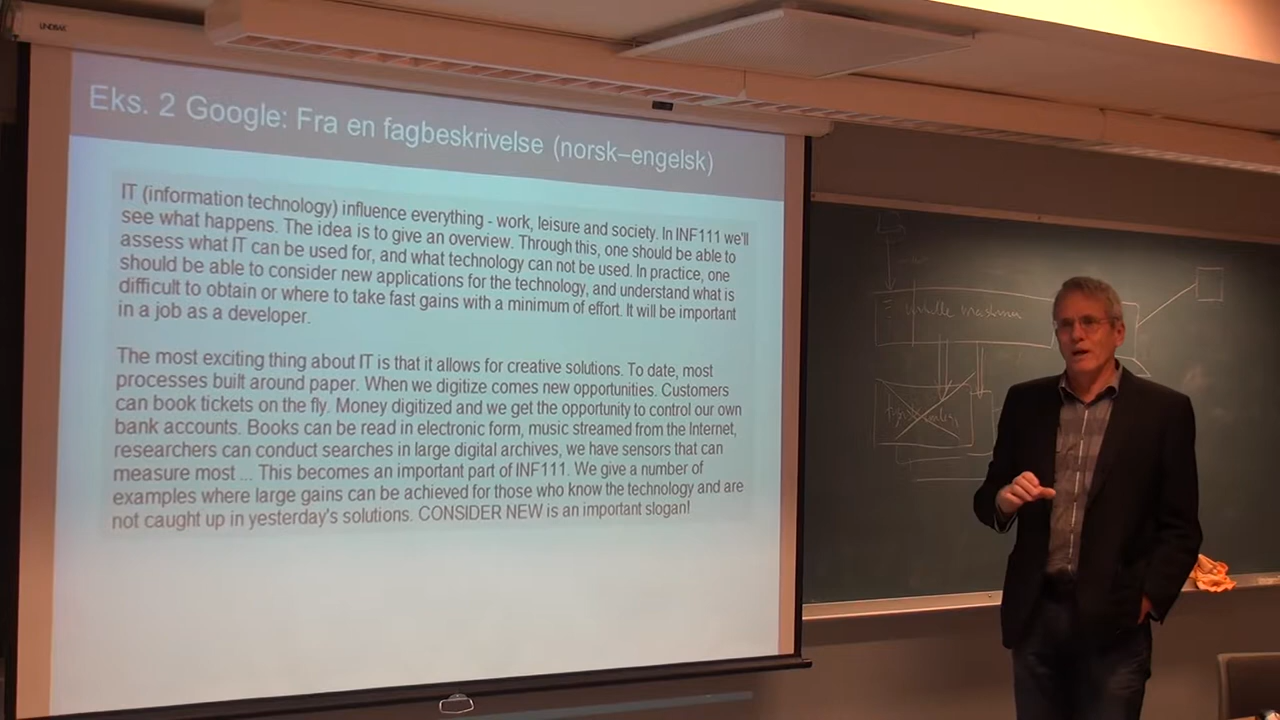 Eks. 2 Google: Fra en fagbeskrivelse (norsk–engelsk)
IT (information technology) influence everything - work, leisure and society. In INF111 we'll
see what happens. The idea is to give an overview. Through this, one should be able to
assess what IT can be used for, and what technology can not be used. In practice, one
should be able to consider new applications for the technology, and understand what is
difficult to obtain or where to take fast gains with a minimum of effort. It will be important
in a job as a developer.
The most exciting thing about IT is that it allows for creative solutions. To date, most
processes built around paper. When we digitize comes new opportunities. Customers
can book tickets on the fly. Money digitized and we get the opportunity to control our own
bank accounts. Books can be read in electronic form, music streamed from the Internet,
researchers can conduct searches in large digital archives, we have sensors that can
measure most ... This becomes an important part of INF111. We give a number of
examples where large gains can be achieved for those who know the technology and are
not caught up in yesterday's solutions. CONSIDER NEW is an important slogan!